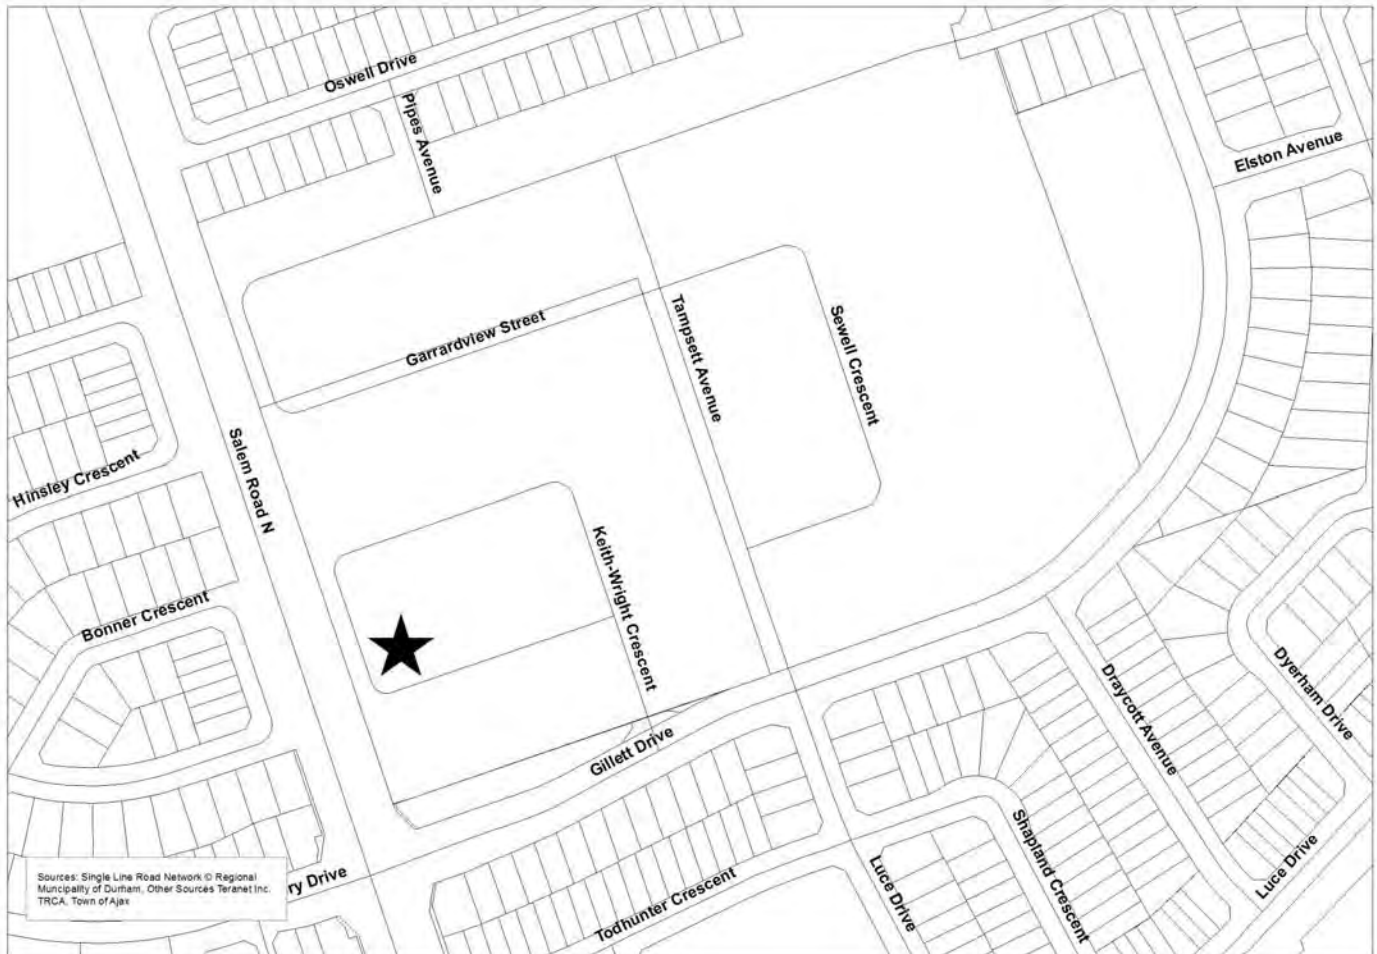 Oswell Drive
Pipes Avenue
Elston Avenue
Garrardview Street
Tampsett Avenue
Sewell Crescent
Salem Road N
Hinsley Crescent
Keith-Wright Crescent
Bonner Crescent
Gillett Drive
Draycott Avenue
Dyerham Drive
Shapland Crescent
Luce Drive
Luce Drive
Todhunter Crescent
ry Drive
Sources: Single Line Road Network © Regional
Muncipality of Durham, Other Sources Teranet Inc.
TRCA, Town of Ajax